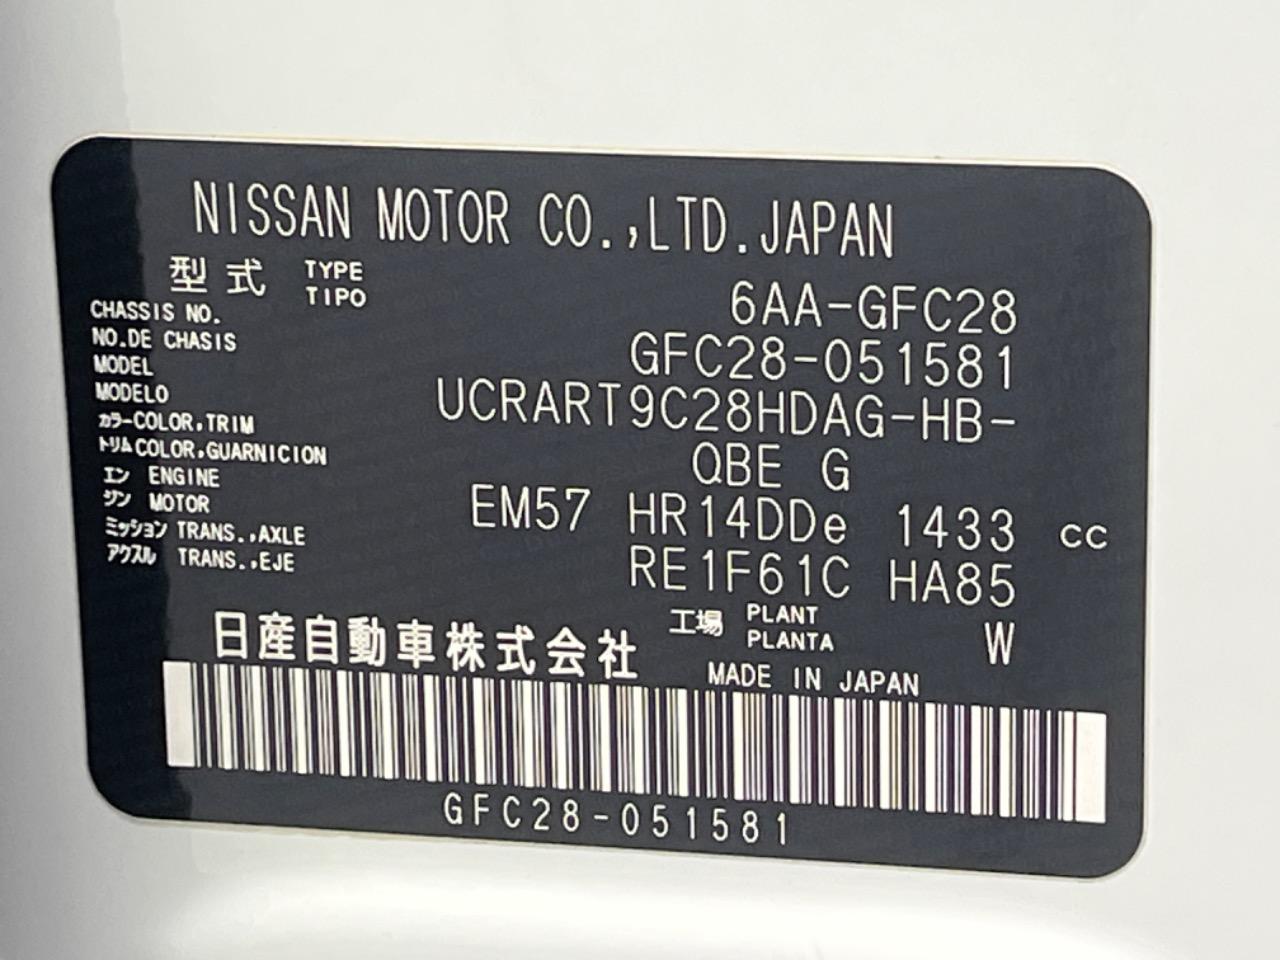 NISSAN MOTOR CO.,LTD.JAPAN
型式 TYPE TIPO 6AA-GFC28
CHASSIS NO.
NO.DE CHASIS GFC28-051581
MODEL
MODELO UCRART9C28HDAG-HB-
カラーCOLOR,TRIM
トリムCOLOR,GUARNICION QBE G
エン ENGINE
ジン MOTOR EM57 HR14DDe 1433 cc
ミッション TRANS.,AXLE
アクスル TRANS.,EJE RE1F61C HA85
工場 PLANT PLANTA W
日産自動車株式会社
MADE IN JAPAN
GFC28-051581